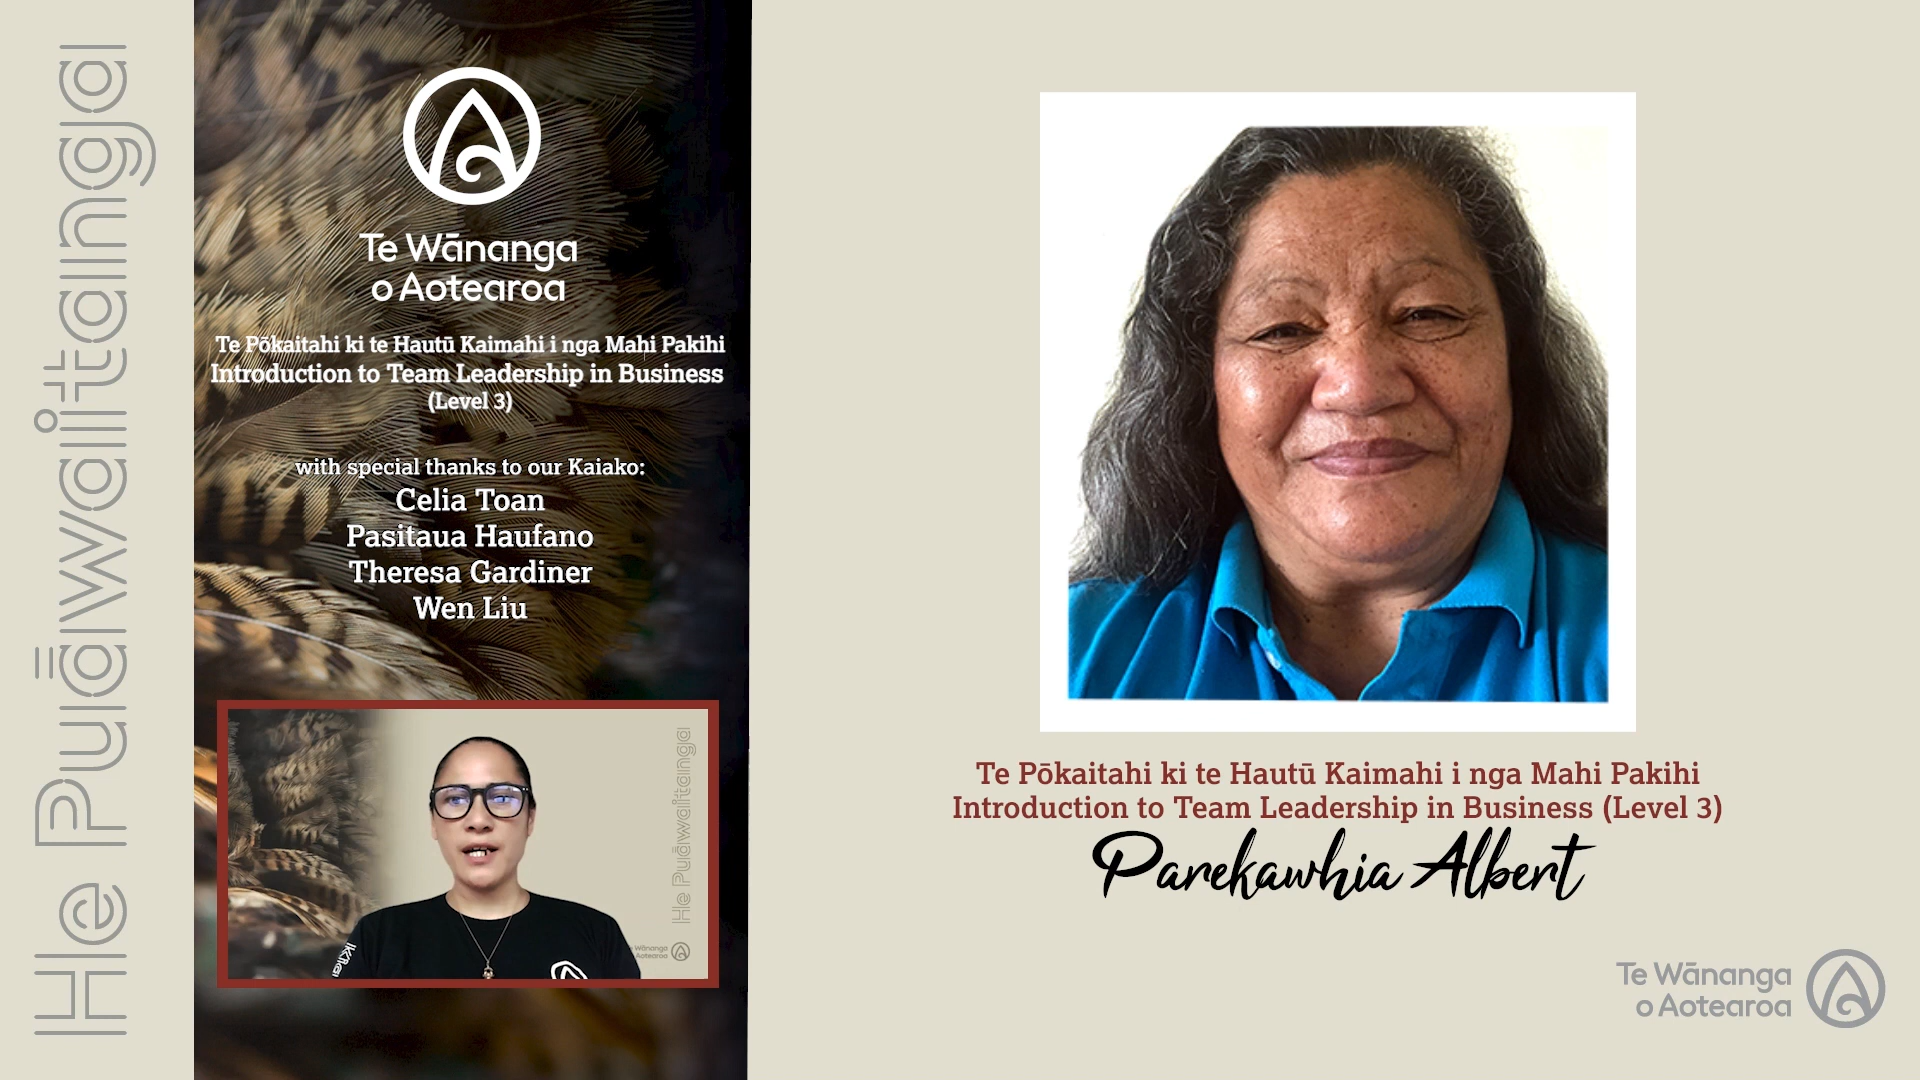 He Puāwaitanga
Te Wānanga
o Aotearoa
Te Pōkaitahi ki te Hautū Kaimahi i nga Mahi Pakihi
Introduction to Team Leadership in Business
(Level 3)
with special thanks to our Kaiako:
Celia Toan
Pasitaua Haufano
Theresa Gardiner
Wen Liu
He Puāwaitanga
Te Wānanga
o Aotearoa
Te Pōkaitahi ki te Hautū Kaimahi i nga Mahi Pakihi
Introduction to Team Leadership in Business (Level 3)
Parekawhia Albert
Te Wānanga
o Aotearoa